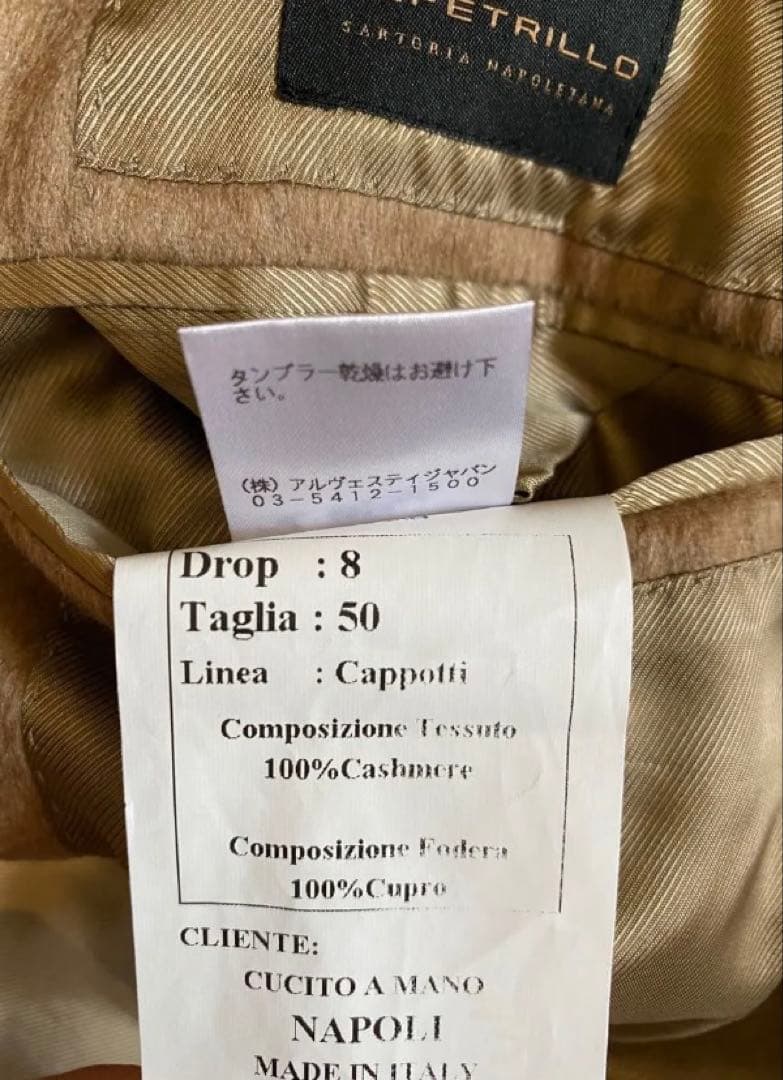 PETRILLO
SARTORIA NAPOLETANA
タンブラー乾燥はお避け下
さい。
(株)アルヴェステイジャパン
03-5412-1500
Drop : 8
Taglia : 50
Linea : Cappotti
Composizione Tessuto
100%Cashmere
Composizione Fodera
100%Cupro
CLIENTE:
CUCITO A MANO
NAPOLI
MADE IN ITALY